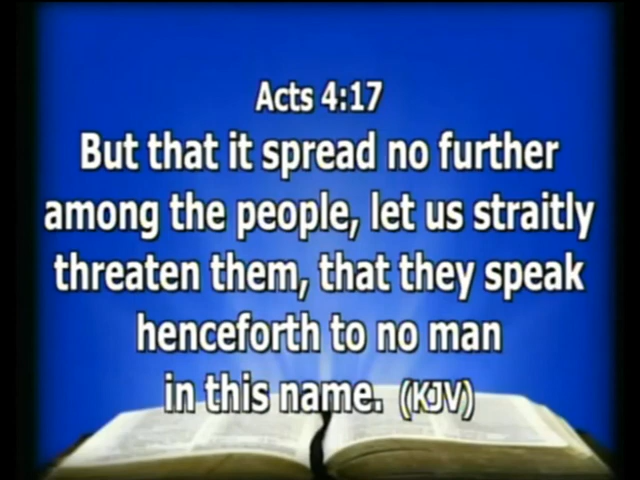 Acts 4:17
But that it spread no further
among the people, let us straitly
threaten them, that they speak
henceforth to no man
in this name. (KJV)